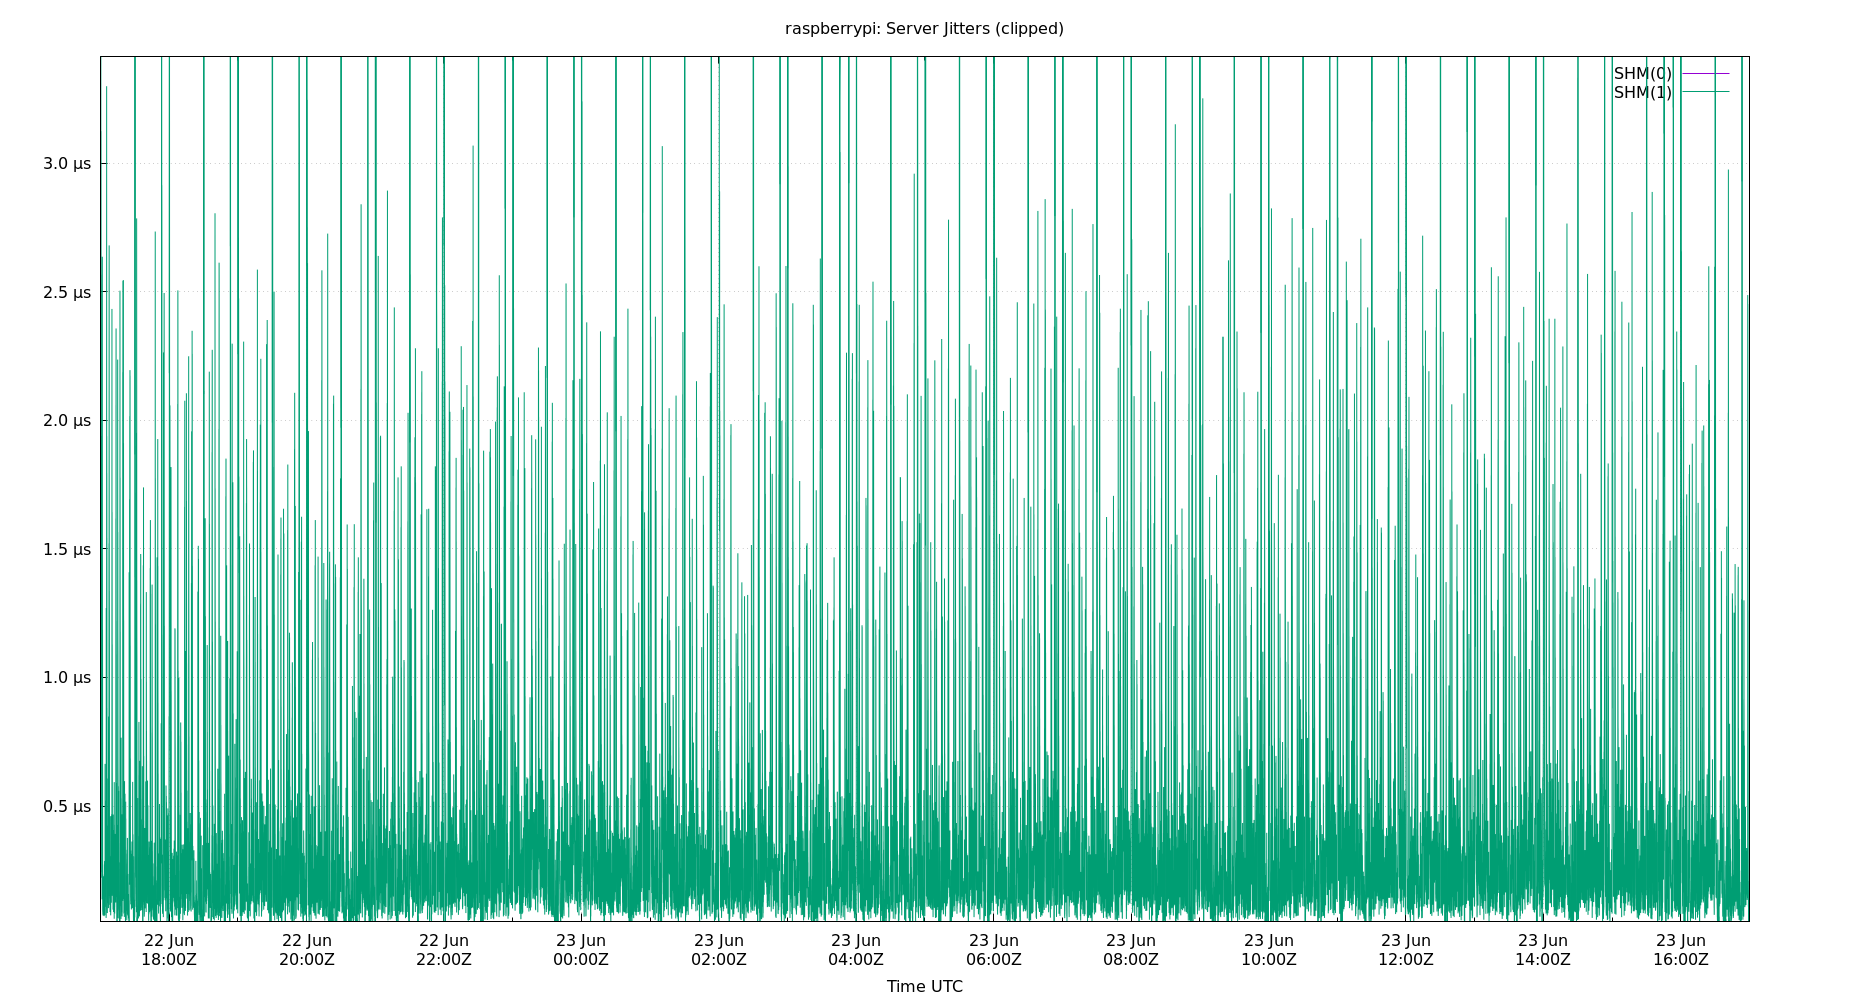 raspberrypi: Server Jitters (clipped)
SHM(0)
SHM(1)
3.0 µs
2.5 µs
2.0 µs
1.5 µs
1.0 µs
0.5 µs
22 Jun 22 Jun 22 Jun 23 Jun 23 Jun 23 Jun 23 Jun 23 Jun 23 Jun 23 Jun 23 Jun 23 Jun
18:00Z 20:00Z 22:00Z 00:00Z 02:00Z 04:00Z 06:00Z 08:00Z 10:00Z 12:00Z 14:00Z 16:00Z
Time UTC